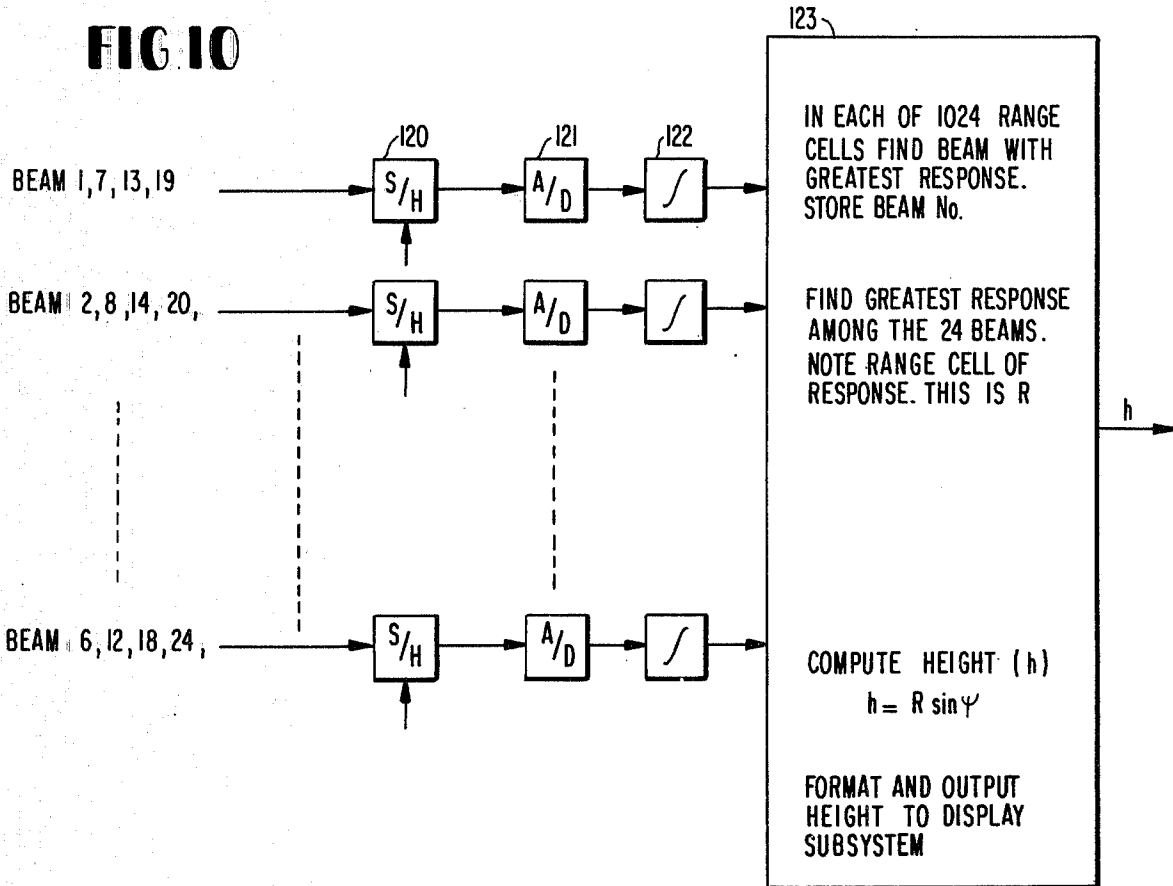 FIG 10
123
120
121
122
BEAM 1,7,13,19
S/H
A/D
∫
IN EACH OF 1024 RANGE
CELLS FIND BEAM WITH
GREATEST RESPONSE.
STORE BEAM No.
BEAM 2,8,14,20,
S/H
A/D
∫
FIND GREATEST RESPONSE
AMONG THE 24 BEAMS.
NOTE RANGE CELL OF
RESPONSE. THIS IS R
h
BEAM 6,12,18,24,
S/H
A/D
∫
COMPUTE HEIGHT (h)
h = R sin ψ
FORMAT AND OUTPUT
HEIGHT TO DISPLAY
SUBSYSTEM